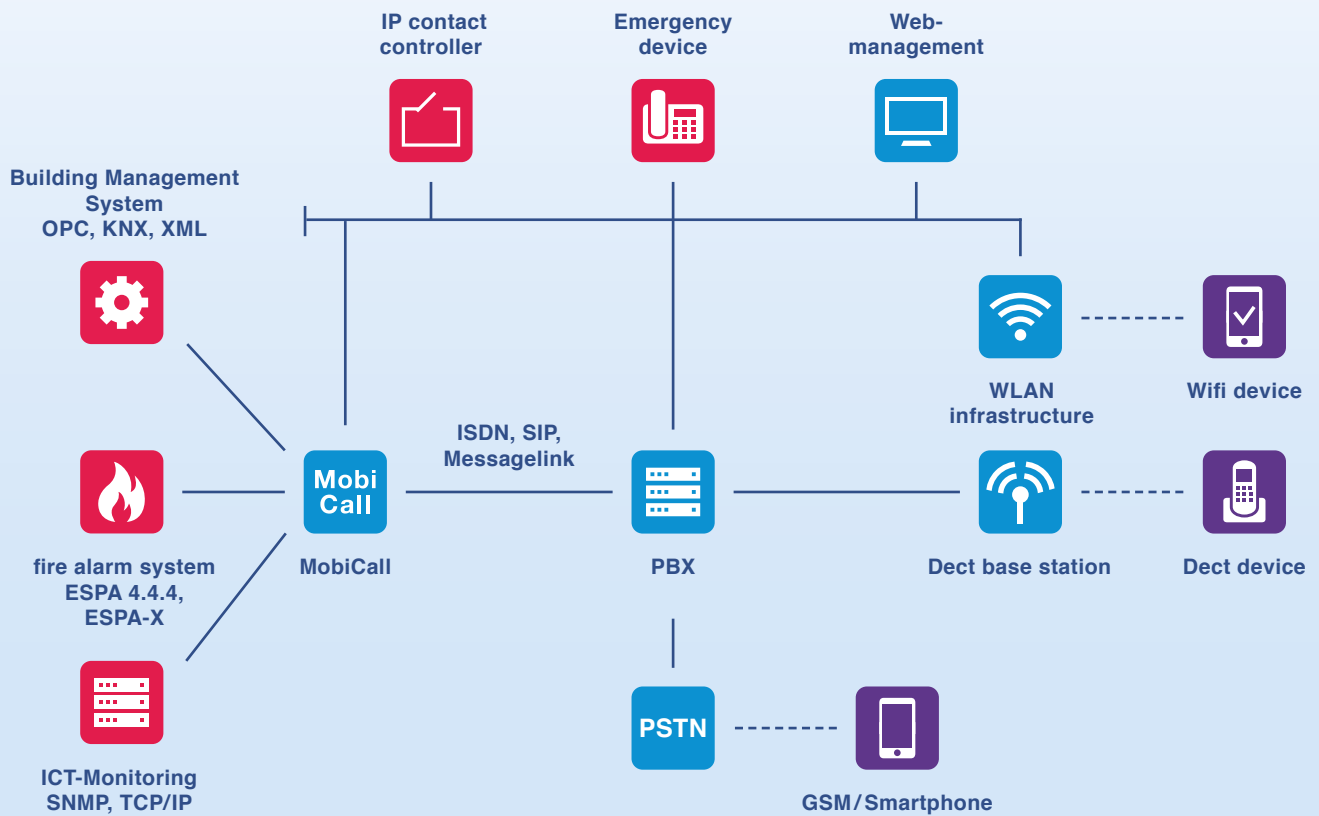 IP contact
controller
Emergency
device
Web-
management
Building Management
System
OPC, KNX, XML
WLAN
infrastructure
Wifi device
ISDN, SIP,
Messagelink
Mobi
Call
fire alarm system
ESPA 4.4.4,
ESPA-X
MobiCall
PBX
Dect base station
Dect device
PSTN
ICT-Monitoring
SNMP, TCP/IP
GSM/Smartphone